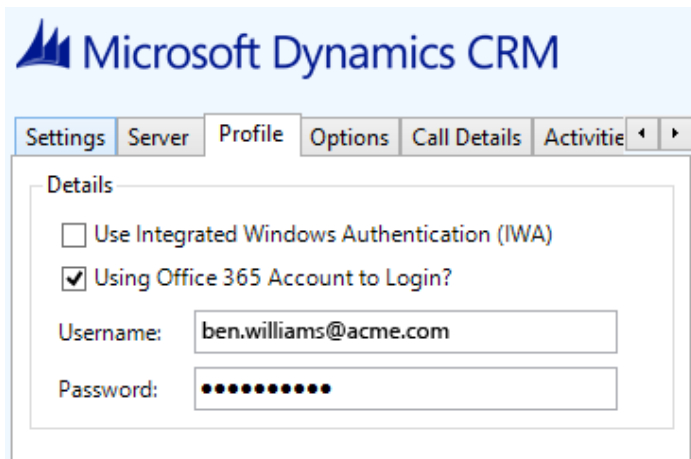 Microsoft Dynamics CRM
Settings Server Profile Options Call Details Activitie
Details
Use Integrated Windows Authentication (IWA)
Using Office 365 Account to Login?
Username: ben.williams@acme.com
Password: ●●●●●●●●●●